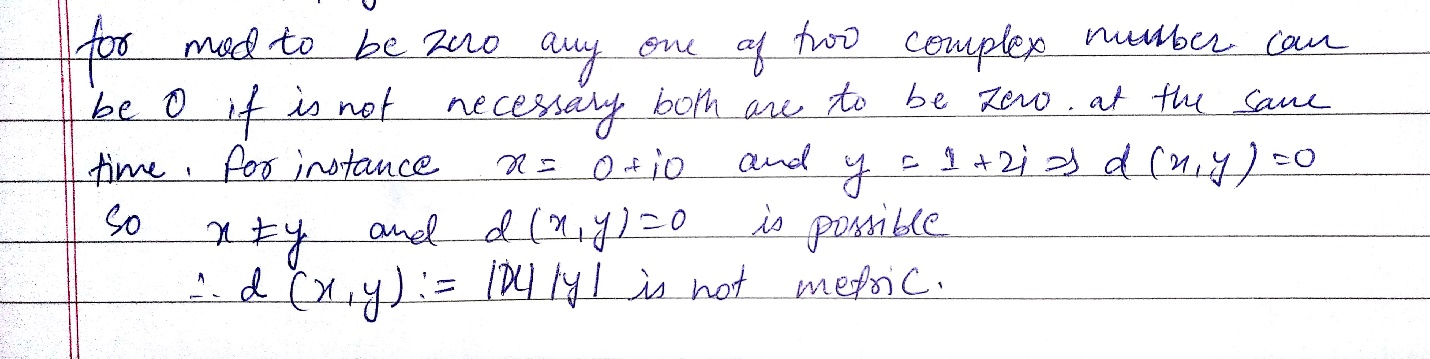 for mod to be zero any one of two complex number can
be 0 if is not necessary both are to be zero. at the same
time. for instance x = 0+i0 and y = 1+2i ⇒ d(x,y)=0
so x ≠ y and d(x,y)=0 is possible
∴ d(x,y) := |x| |y| is not metric.